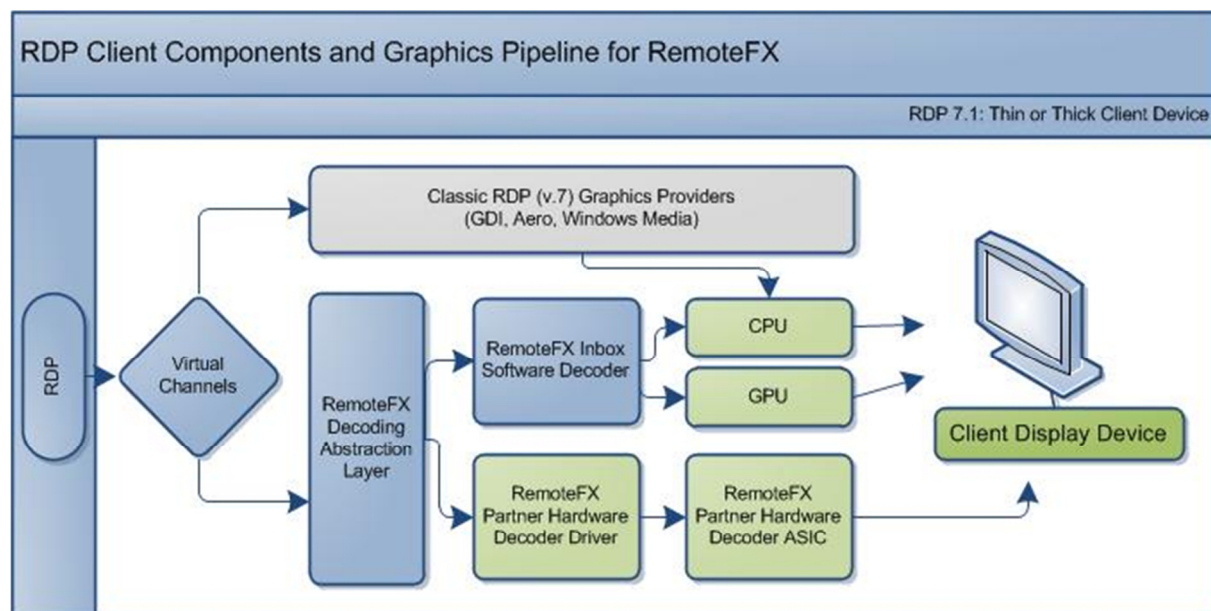 RDP Client Components and Graphics Pipeline for RemoteFX
RDP 7.1: Thin or Thick Client Device
Classic RDP (v.7) Graphics Providers
(GDI, Aero, Windows Media)
RDP
Virtual
Channels
RemoteFX
Decoding
Abstraction
Layer
RemoteFX Inbox
Software Decoder
CPU
GPU
RemoteFX
Partner Hardware
Decoder Driver
RemoteFX
Partner Hardware
Decoder ASIC
Client Display Device